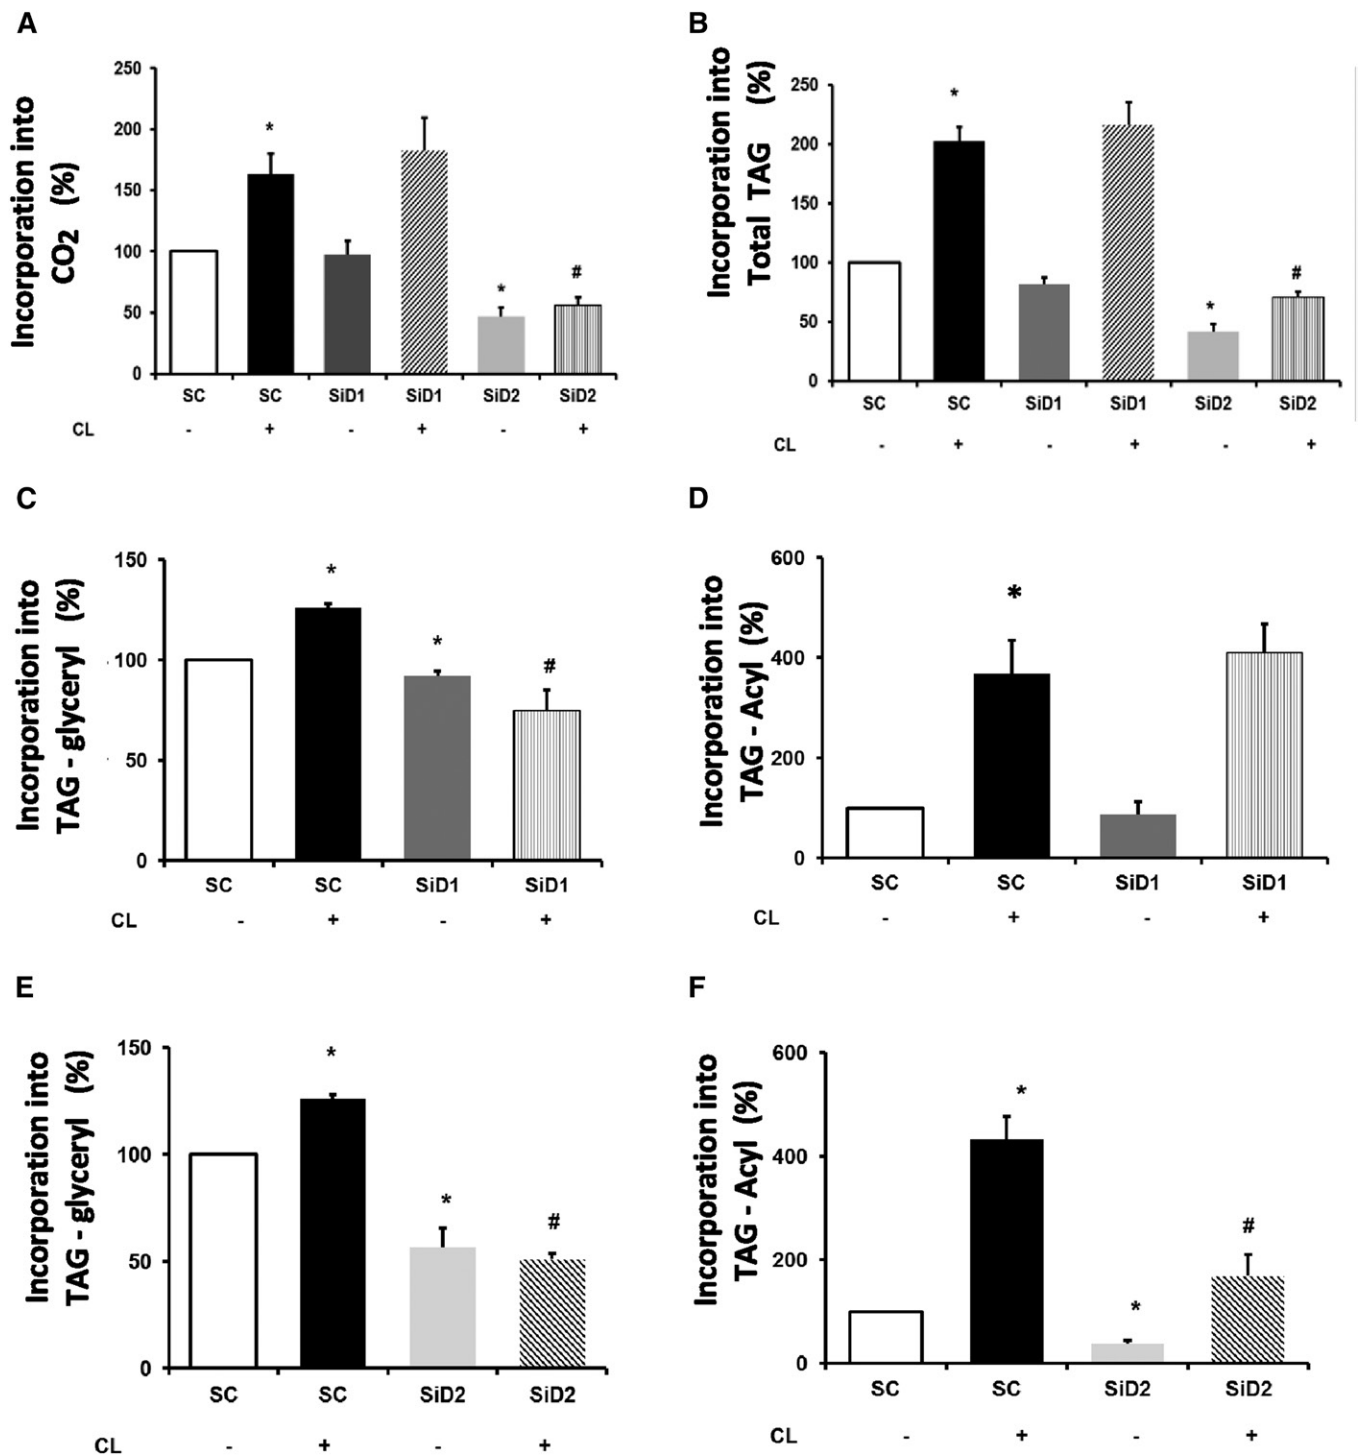 A
Incorporation into
CO2 (%)
250
200
150
100
50
0
*
*
#
SC SC SiD1 SiD1 SiD2 SiD2
CL - + - + - +
B
Incorporation into
Total TAG (%)
250
200
150
100
50
0
*
*
#
SC SC SiD1 SiD1 SiD2 SiD2
CL - + - + - +
C
Incorporation into
TAG - glyceryl (%)
150
100
50
0
*
*
#
SC SC SiD1 SiD1
CL - + - +
D
Incorporation into
TAG - Acyl (%)
600
400
200
0
*
SC SC SiD1 SiD1
CL - + - +
E
Incorporation into
TAG - glyceryl (%)
150
100
50
0
*
*
#
SC SC SiD2 SiD2
CL - + - +
F
Incorporation into
TAG - Acyl (%)
600
400
200
0
*
*
#
SC SC SiD2 SiD2
CL - + - +